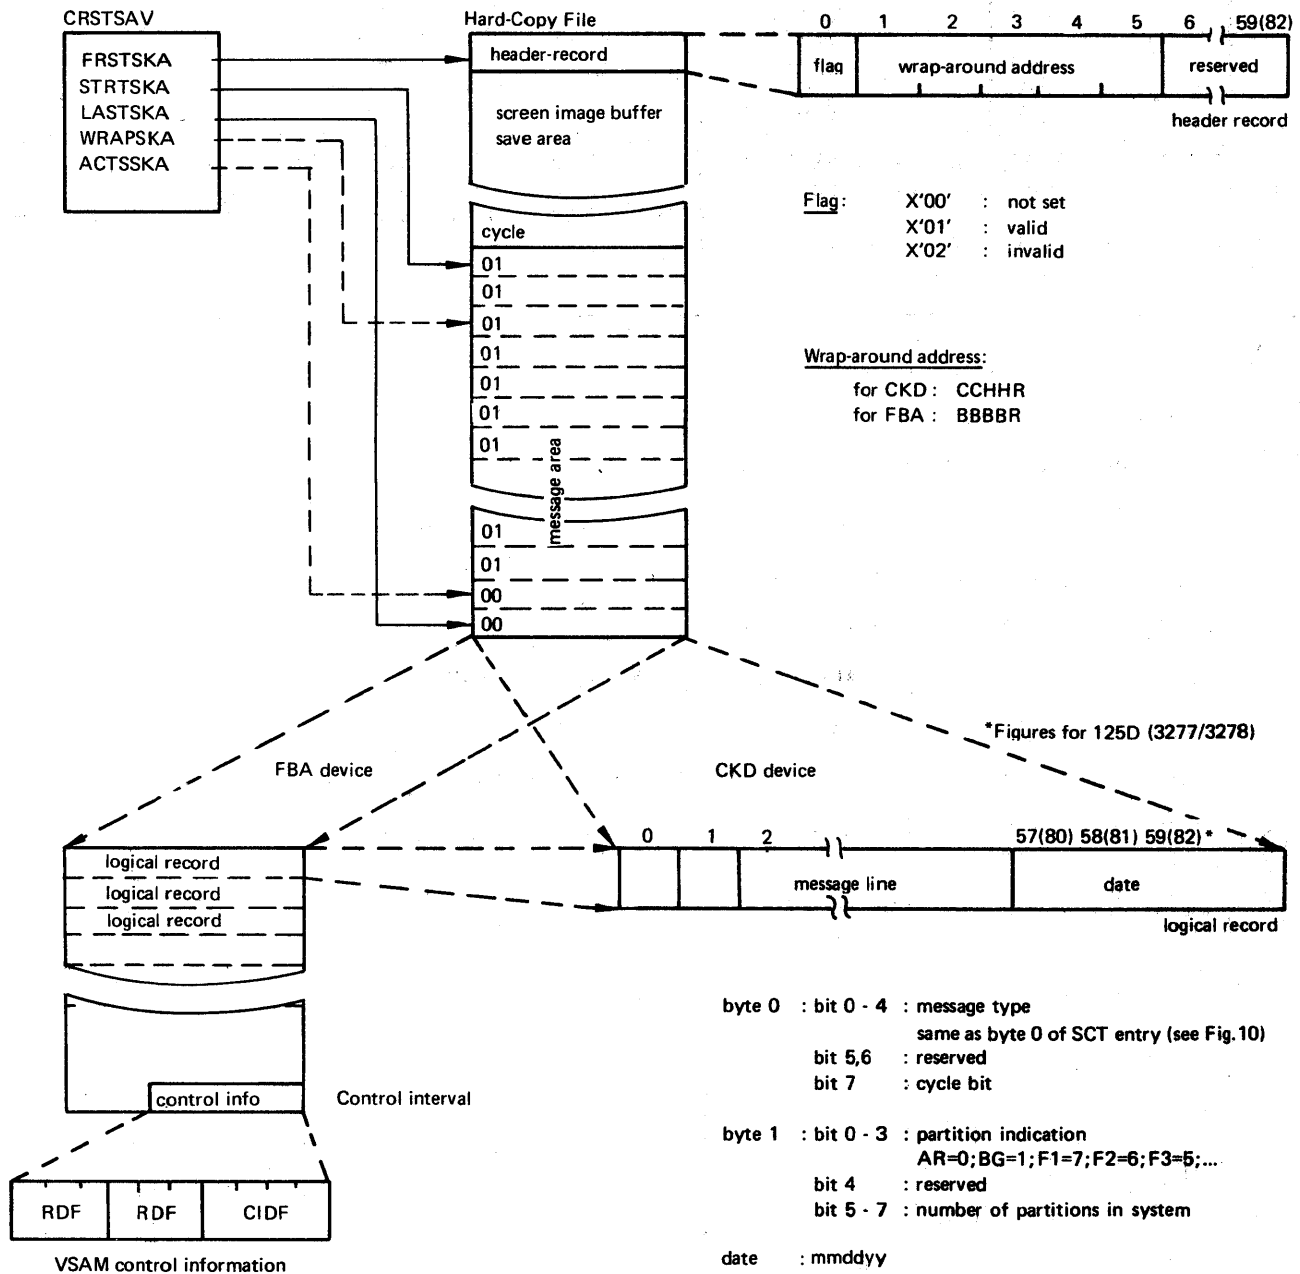 CRSTSAV
FRSTSKA
STRTSKA
LASTSKA
WRAPSKA
ACTSSKA
Hard-Copy File
header-record
screen image buffer
save area
cycle
01
01
01
01
01
01
01
message area
01
01
00
00
0 1 2 3 4 5 6 59(82)
flag wrap-around address reserved
header record
Flag: X'00' : not set
X'01' : valid
X'02' : invalid
Wrap-around address:
for CKD : CCHHR
for FBA : BBBBR
*Figures for 125D (3277/3278)
FBA device
CKD device
logical record
logical record
logical record
control info
Control interval
RDF RDF CIDF
VSAM control information
0 1 2 57(80) 58(81) 59(82)*
message line date
logical record
byte 0 : bit 0 - 4 : message type
same as byte 0 of SCT entry (see Fig. 10)
bit 5,6 : reserved
bit 7 : cycle bit
byte 1 : bit 0 - 3 : partition indication
AR=0; BG=1; F1=7; F2=6; F3=5;...
bit 4 : reserved
bit 5 - 7 : number of partitions in system
date : mmddyy